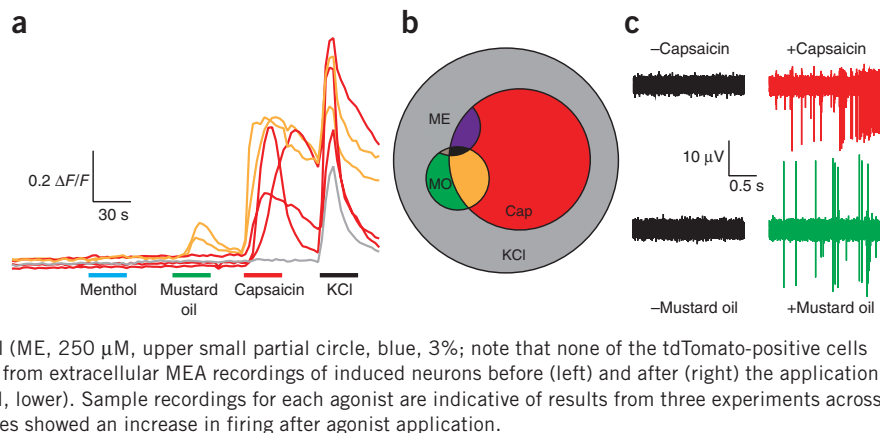 a
b
c
–Capsaicin
+Capsaicin
ME
MO
Cap
KCl
0.2 ΔF/F
30 s
10 µV
0.5 s
Menthol
Mustard
oil
Capsaicin
KCl
–Mustard oil
+Mustard oil
l (ME, 250 µM, upper small partial circle, blue, 3%; note that none of the tdTomato-positive cells
from extracellular MEA recordings of induced neurons before (left) and after (right) the application
l, lower). Sample recordings for each agonist are indicative of results from three experiments across
es showed an increase in firing after agonist application.